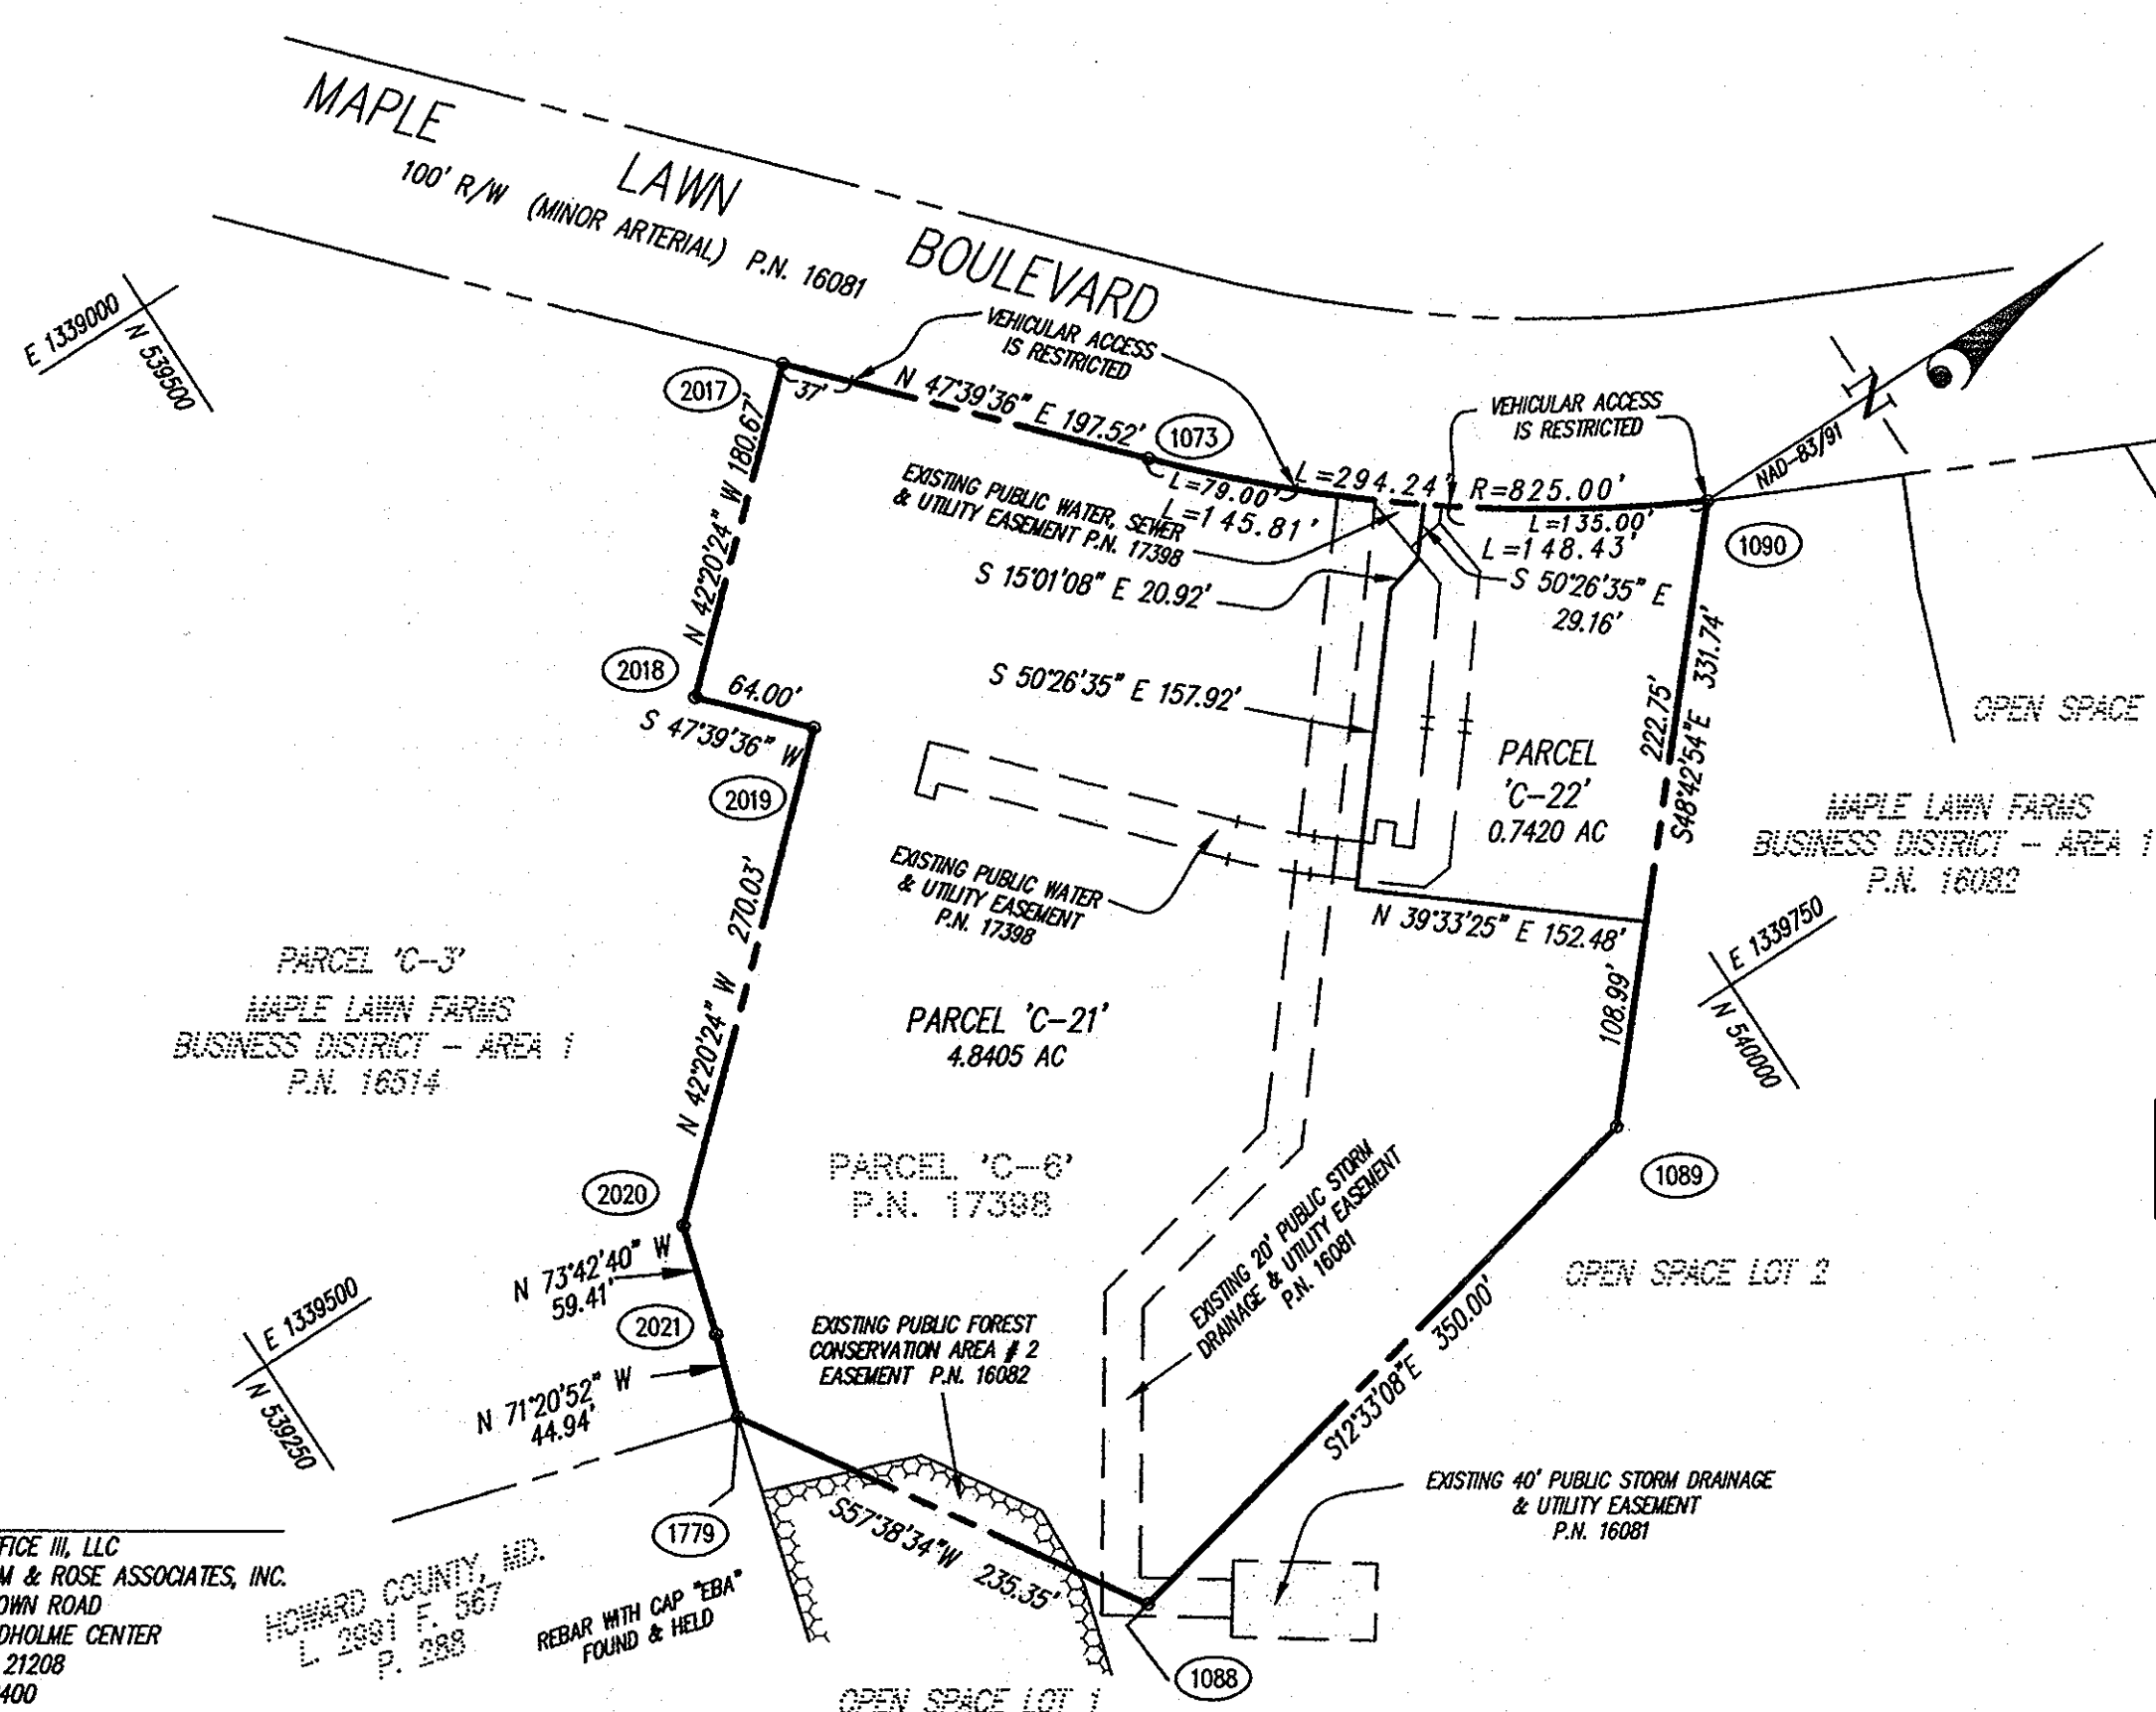 MAPLE
LAWN
BOULEVARD
100' R/W (MINOR ARTERIAL) P.N. 16081
E 1339000
N 539500
VEHICULAR ACCESS
IS RESTRICTED
2017
37'
N 47°39'36" E 197.52'
1073
VEHICULAR ACCESS
IS RESTRICTED
NAD-83/91
N
N 42°20'24" W 180.67'
EXISTING PUBLIC WATER, SEWER
& UTILITY EASEMENT P.N. 17398
L=79.00'
L=145.81'
L=294.24'
R=825.00'
L=135.00'
L=148.43'
1090
S 15°01'08" E 20.92'
S 50°26'35" E
29.16'
2018
64.00'
S 47°39'36" W
2019
S 50°26'35" E 157.92'
222.75'
S48°42'54"E 331.74'
OPEN SPACE
PARCEL
'C-22'
0.7420 AC
MAPLE LAWN FARMS
BUSINESS DISTRICT - AREA 1
P.N. 16082
EXISTING PUBLIC WATER
& UTILITY EASEMENT
P.N. 17398
N 39°33'25" E 152.48'
E 1339750
N 540000
270.03'
N 42°20'24" W
108.99'
PARCEL 'C-3'
MAPLE LAWN FARMS
BUSINESS DISTRICT - AREA 1
P.N. 16514
PARCEL 'C-21'
4.8405 AC
PARCEL 'C-6'
P.N. 17398
1089
2020
N 73°42'40" W
59.41'
EXISTING 20' PUBLIC STORM
DRAINAGE & UTILITY EASEMENT
P.N. 16081
OPEN SPACE LOT 2
E 1339500
N 539250
2021
EXISTING PUBLIC FOREST
CONSERVATION AREA # 2
EASEMENT P.N. 16082
N 71°20'52" W
44.94'
S12°33'08"E 350.00'
1779
S57°38'34"W 235.35'
EXISTING 40' PUBLIC STORM DRAINAGE
& UTILITY EASEMENT
P.N. 16081
FICE III, LLC
M & ROSE ASSOCIATES, INC.
OWN ROAD
DHOLME CENTER
21208
400
HOWARD COUNTY, MD.
L. 2991 F. 567
P. 288
REBAR WITH CAP "EBA"
FOUND & HELD
1088
OPEN SPACE LOT 1